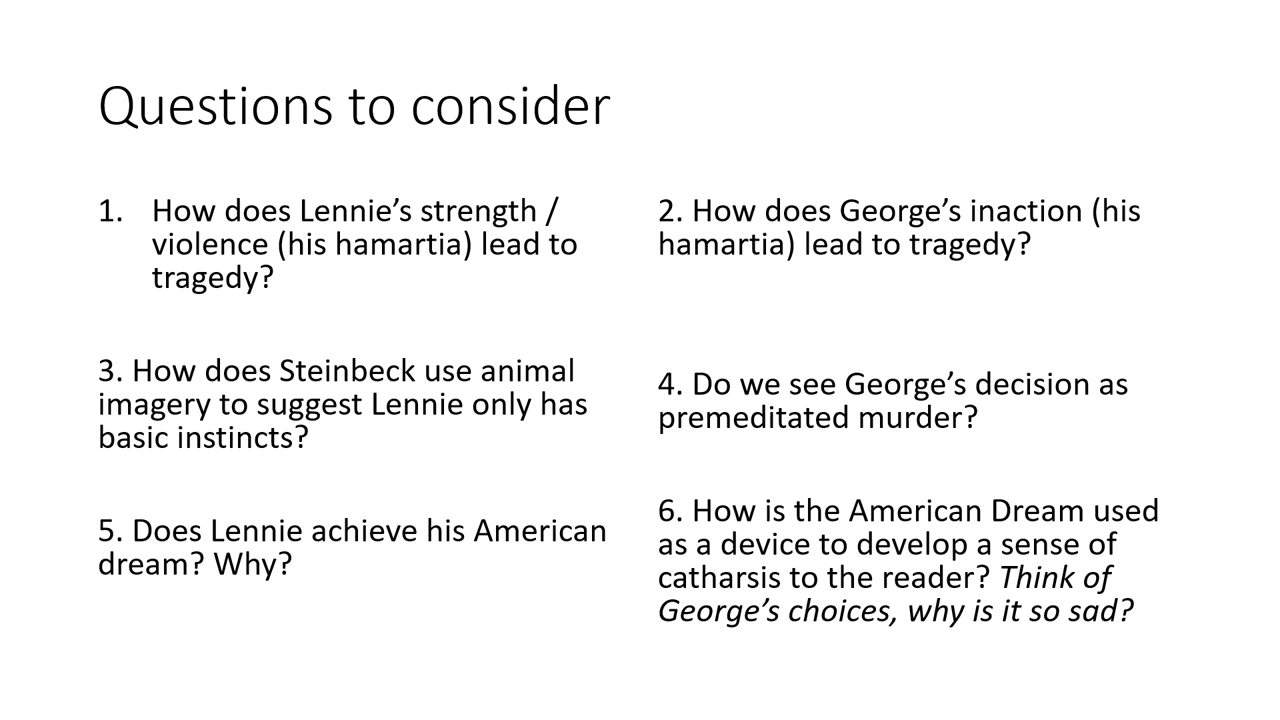 Questions to consider
1. How does Lennie’s strength /
violence (his hamartia) lead to
tragedy?
2. How does George’s inaction (his
hamartia) lead to tragedy?
3. How does Steinbeck use animal
imagery to suggest Lennie only has
basic instincts?
4. Do we see George’s decision as
premeditated murder?
5. Does Lennie achieve his American
dream? Why?
6. How is the American Dream used
as a device to develop a sense of
catharsis to the reader? Think of
George’s choices, why is it so sad?